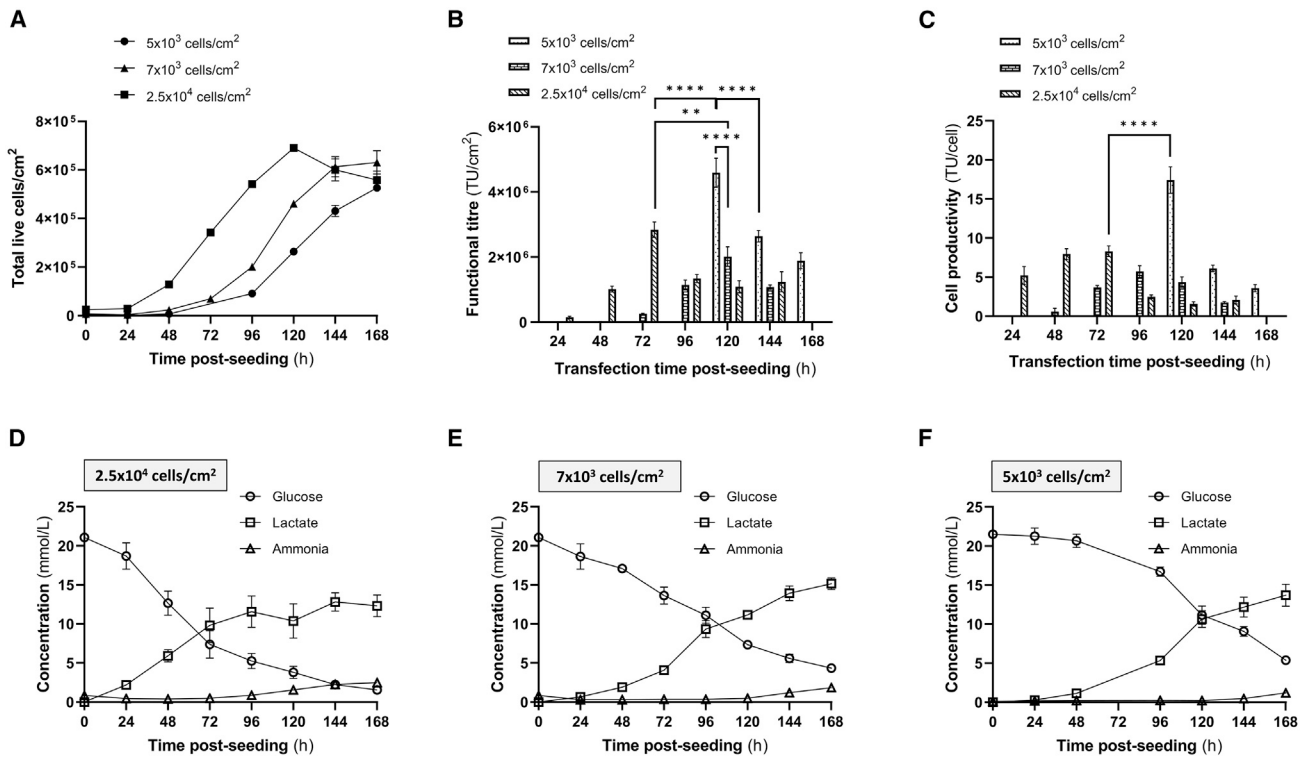 A
5x10³ cells/cm²
7x10³ cells/cm²
2.5x10⁴ cells/cm²
8×10⁵
6×10⁵
4×10⁵
2×10⁵
0
Total live cells/cm²
0 24 48 72 96 120 144 168
Time post-seeding (h)
B
5x10³ cells/cm²
7x10³ cells/cm²
2.5x10⁴ cells/cm²
**** ****
**
****
6×10⁶
4×10⁶
2×10⁶
0
Functional titre (TU/cm²)
24 48 72 96 120 144 168
Transfection time post-seeding (h)
C
5x10³ cells/cm²
7x10³ cells/cm²
2.5x10⁴ cells/cm²
****
25
20
15
10
5
0
Cell productivity (TU/cell)
24 48 72 96 120 144 168
Transfection time post-seeding (h)
D
2.5x10⁴ cells/cm²
Glucose
Lactate
Ammonia
25
20
15
10
5
0
Concentration (mmol/L)
0 24 48 72 96 120 144 168
Time post-seeding (h)
E
7x10³ cells/cm²
Glucose
Lactate
Ammonia
25
20
15
10
5
0
Concentration (mmol/L)
0 24 48 72 96 120 144 168
Time post-seeding (h)
F
5x10³ cells/cm²
Glucose
Lactate
Ammonia
25
20
15
10
5
0
Concentration (mmol/L)
0 24 48 72 96 120 144 168
Time post-seeding (h)